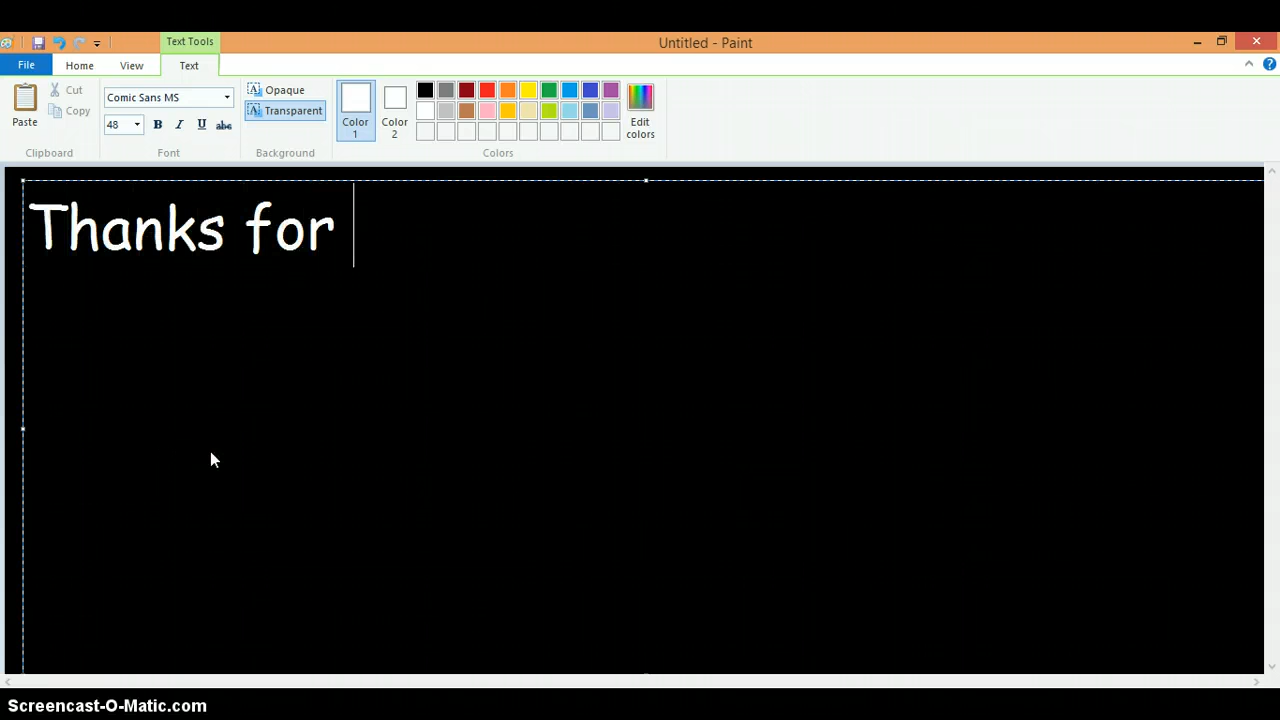 Text Tools
Untitled - Paint
File
Home
View
Text
Paste
Cut
Copy
Clipboard
Comic Sans MS
48
B I U abc
Font
A Opaque
A Transparent
Background
Color 1
Color 2
Edit colors
Colors
Thanks for
Screencast-O-Matic.com